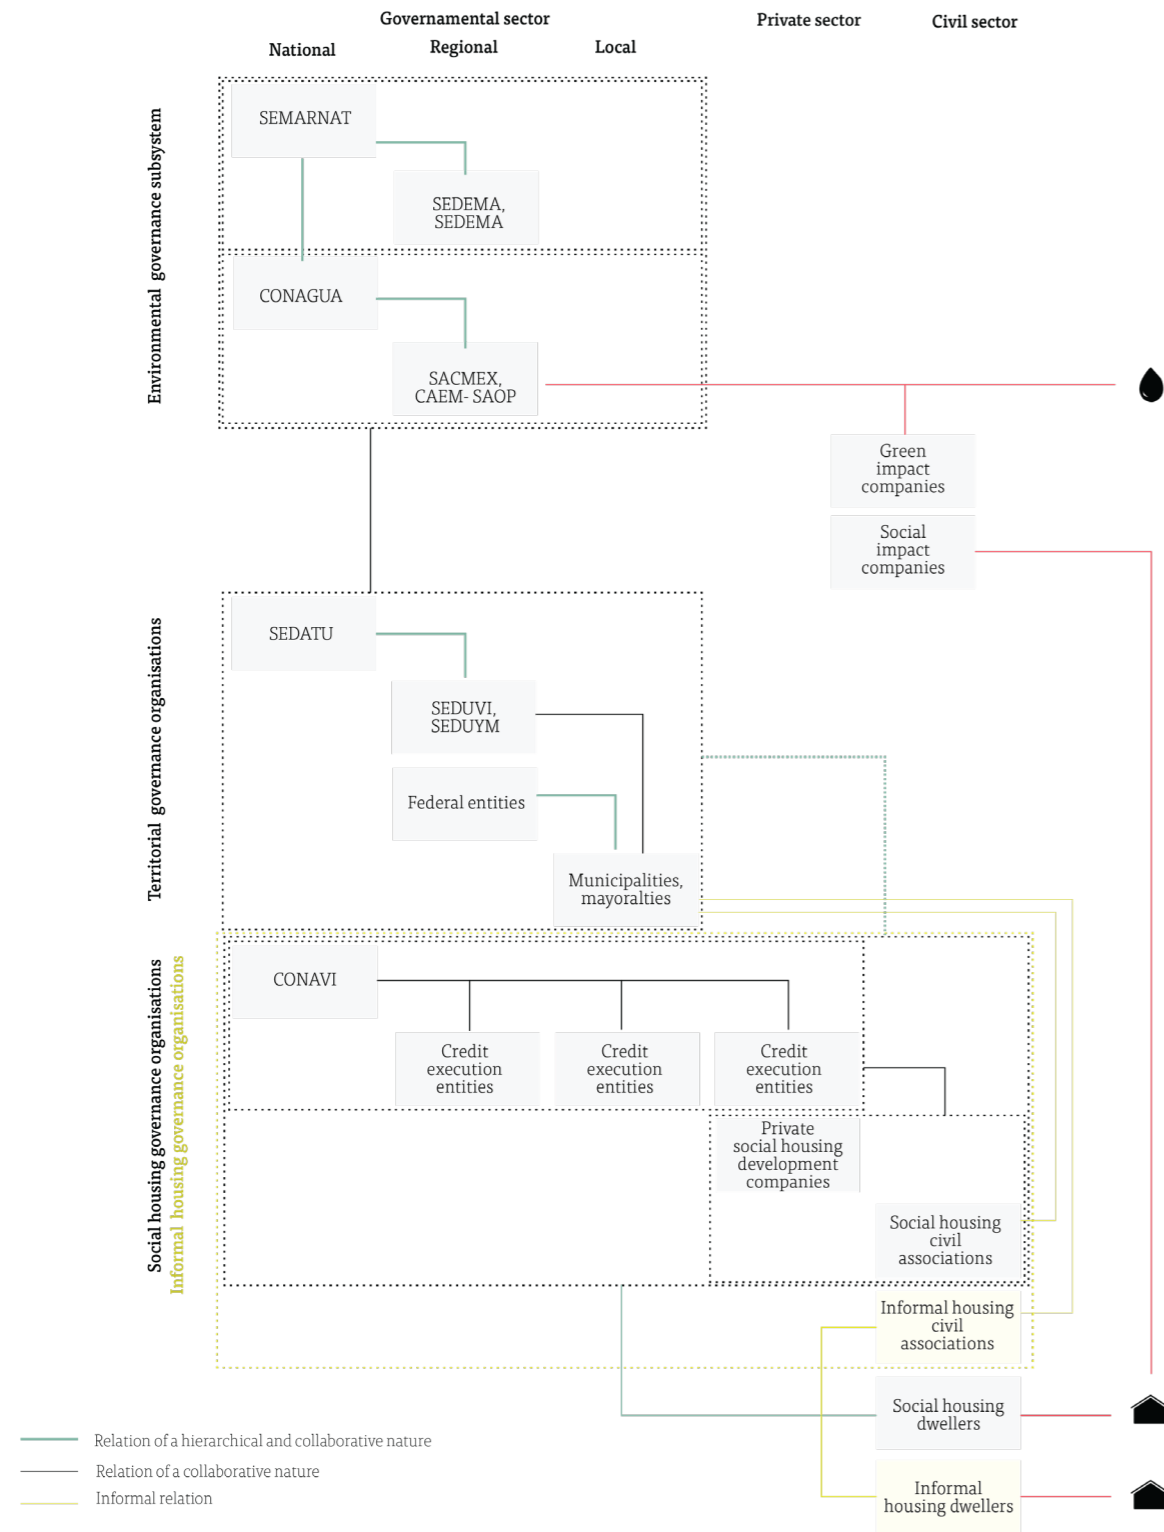 Governamental sector
Private sector
Civil sector
National
Regional
Local
Environmental governance subsystem
SEMARNAT
SEDEMA,
SEDEMA
CONAGUA
SACMEX,
CAEM- SAOP
Green
impact
companies
Social
impact
companies
Territorial governance organisations
SEDATU
SEDUVI,
SEDUYM
Federal entities
Municipalities,
mayoralties
Social housing governance organisations
Informal housing governance organisations
CONAVI
Credit
execution
entities
Credit
execution
entities
Credit
execution
entities
Private
social housing
development
companies
Social housing
civil
associations
Informal housing
civil
associations
Social housing
dwellers
Informal
housing dwellers
Relation of a hierarchical and collaborative nature
Relation of a collaborative nature
Informal relation